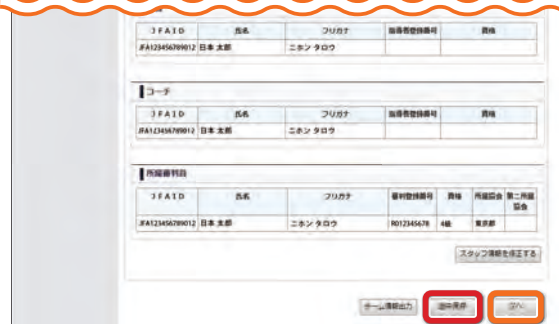 JFAID 氏名 フリガナ 指導者登録番号 資格
JFA123456789012 日本 太郎 ニホン タロウ
コーチ
JFAID 氏名 フリガナ 指導者登録番号 資格
JFA123456789012 日本 太郎 ニホン タロウ
所属審判員
JFAID 氏名 フリガナ 審判登録番号 資格 所属協会 第二所属協会
JFA123456789012 日本 太郎 ニホン タロウ R012345678 4級 東京都
スタッフ情報を修正する
チーム情報出力 途中保存 次へ